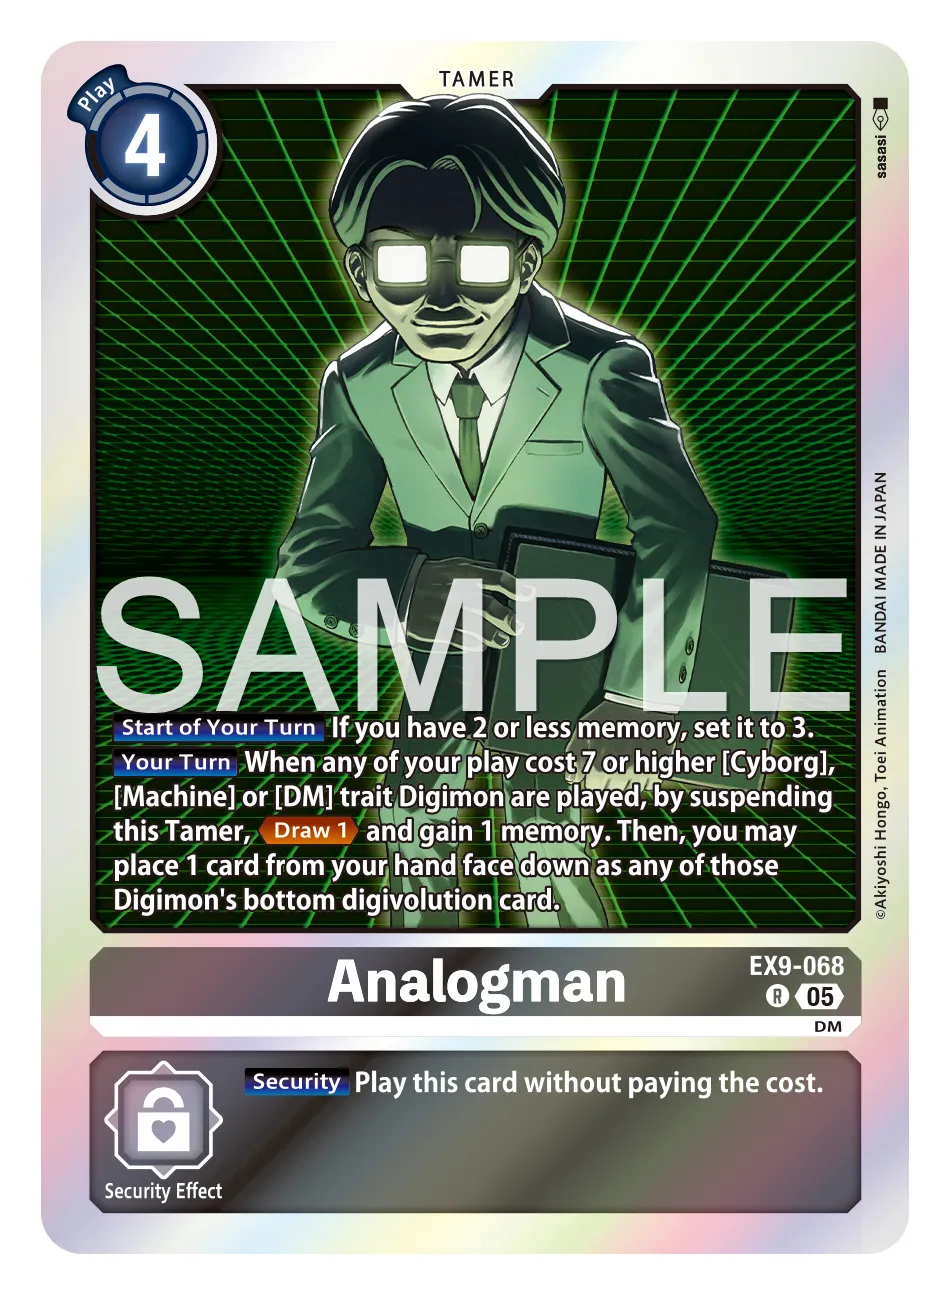 TAMER
Play
4
sasasi
SAMPLE
Start of Your Turn If you have 2 or less memory, set it to 3.
Your Turn When any of your play cost 7 or higher [Cyborg],
[Machine] or [DM] trait Digimon are played, by suspending
this Tamer, Draw 1 and gain 1 memory. Then, you may
place 1 card from your hand face down as any of those
Digimon's bottom digivolution card.
©Akiyoshi Hongo, Toei Animation BANDAI MADE IN JAPAN
Analogman
EX9-068
R 05
DM
Security Play this card without paying the cost.
Security Effect